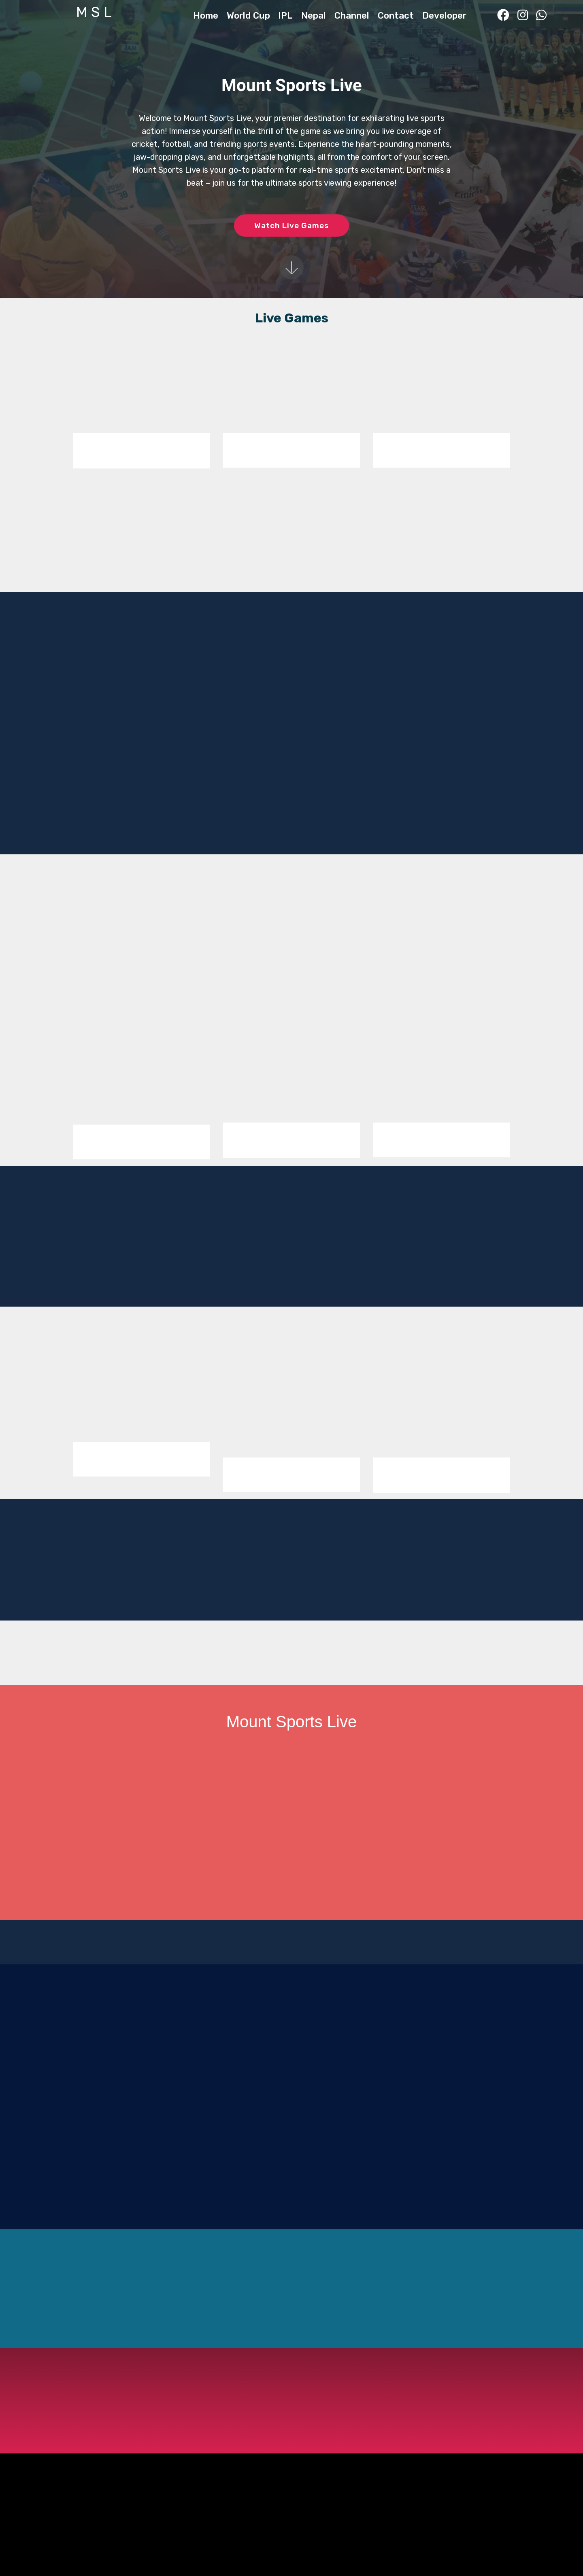 M S L
Home World Cup IPL Nepal Channel Contact Developer
Mount Sports Live
Welcome to Mount Sports Live, your premier destination for exhilarating live sports
action! Immerse yourself in the thrill of the game as we bring you live coverage of
cricket, football, and trending sports events. Experience the heart-pounding moments,
jaw-dropping plays, and unforgettable highlights, all from the comfort of your screen.
Mount Sports Live is your go-to platform for real-time sports excitement. Don't miss a
beat – join us for the ultimate sports viewing experience!
Watch Live Games
Live Games
Mount Sports Live